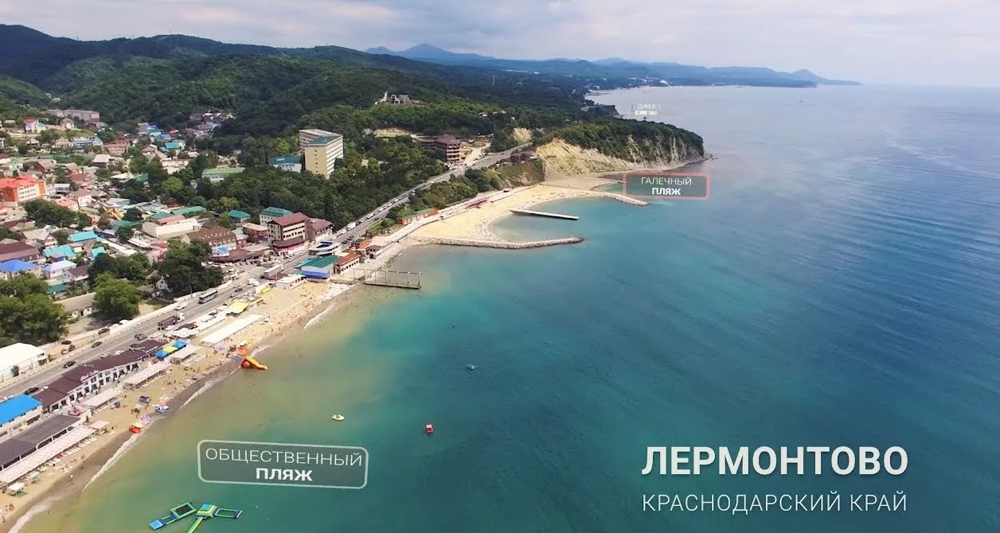 ГАЛЕЧНЫЙ
ПЛЯЖ
ОБЩЕСТВЕННЫЙ
ПЛЯЖ
ЛЕРМОНТОВО
КРАСНОДАРСКИЙ КРАЙ